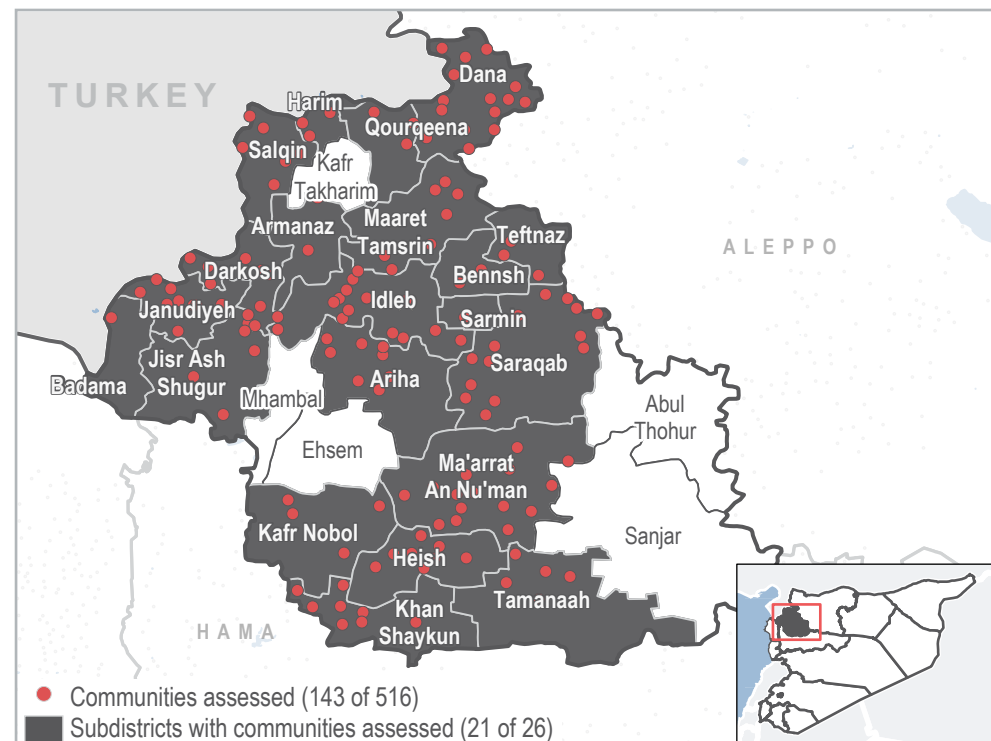 TURKEY
Dana
Harim
Qourqeena
Salqin
Kafr
Takharim
Armanaz
Maaret
Tamsrin
Teftnaz
ALEPPO
Darkosh
Bennsh
Janudiyeh
Idleb
Sarmin
Jisr Ash
Shugur
Saraqab
Badama
Ariha
Mhambal
Abul
Thohur
Ehsem
Ma'arrat
An Nu'man
Kafr Nobol
Sanjar
Heish
Tamanaah
Khan
Shaykun
HAMA
Communities assessed (143 of 516)
Subdistricts with communities assessed (21 of 26)